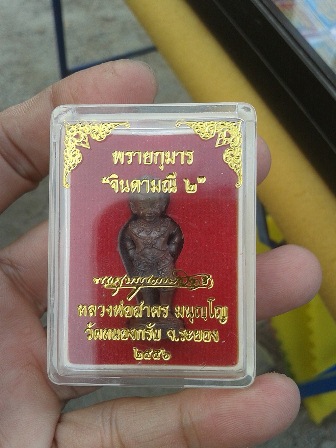 พรายกุมาร
"จินดามณี ๒"
หลวงพ่อสาคร มนุญฺโญ
วัดหนองกรับ จ.ระยอง
๒๕๕๖